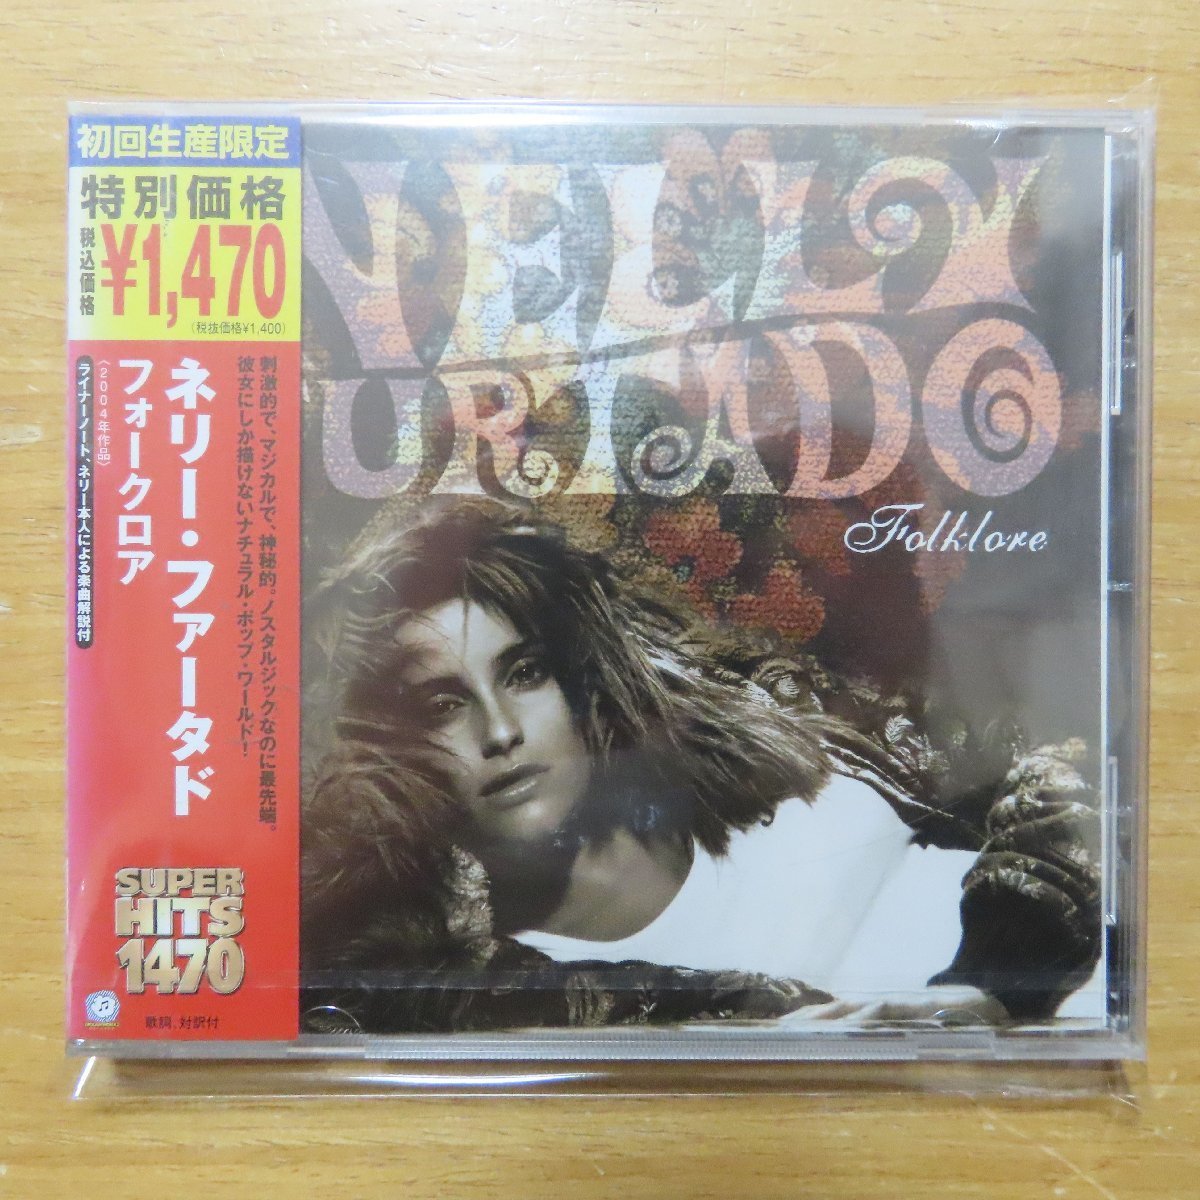 初回生産限定
特別価格
税込価格
¥1,470
(税抜価格¥1,400)
刺激的で、マジカルで、神秘的。ノスタルジックなのに最先端。
彼女にしか描けないナチュラル・ポップ・ワールド!
ネリー・ファータド
フォークロア
〈2004年作品〉
ライナーノート、ネリー本人による楽曲解説付
SUPER
HITS
1470
歌詞、対訳付
NELLY
URTADO
Folklore